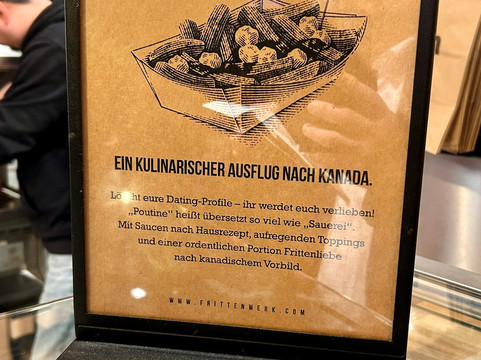 EIN KULINARISCHER AUSFLUG NACH KANADA.
Löscht eure Dating-Profile – ihr werdet euch verlieben!
„Poutine“ heißt übersetzt so viel wie „Sauerei“.
Mit Saucen nach Hausrezept, aufregenden Toppings
und einer ordentlichen Portion Frittenliebe
nach kanadischem Vorbild.
WWW.FRITTENWERK.COM